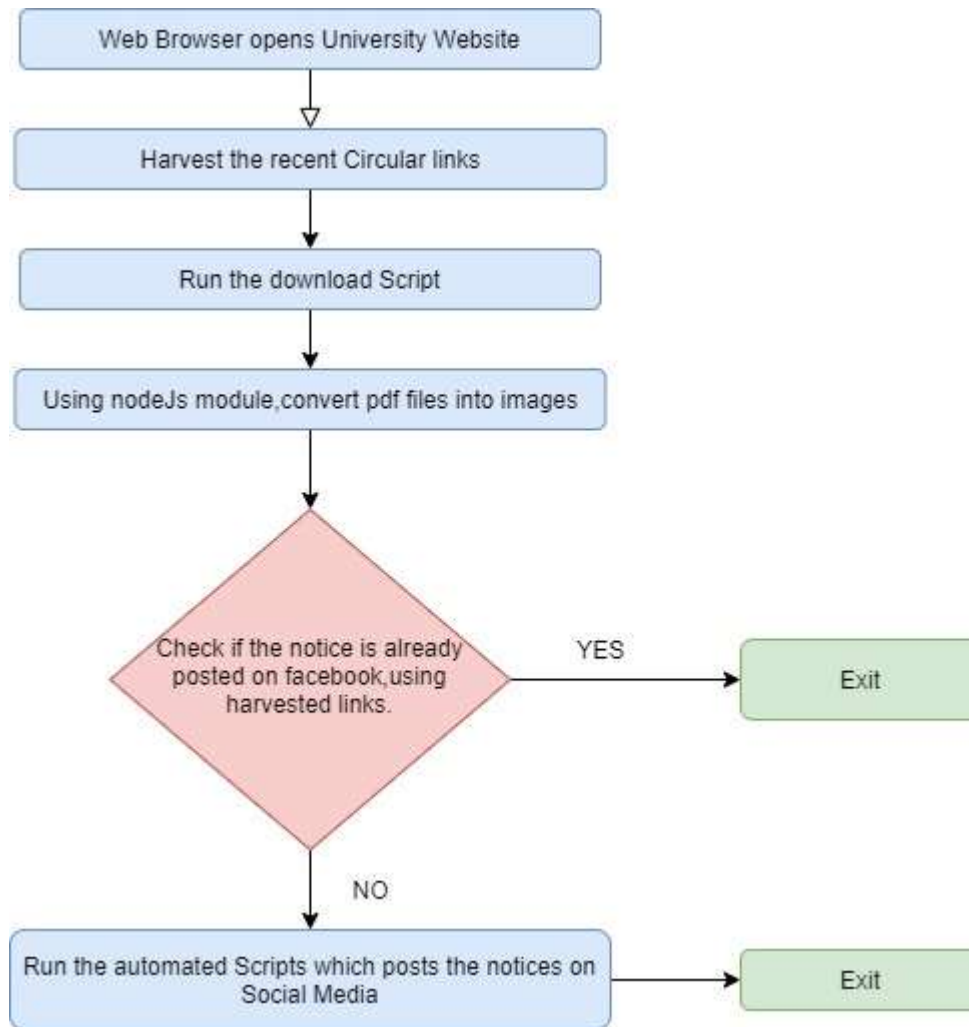 Web Browser opens University Website
Harvest the recent Circular links
Run the download Script
Using nodeJs module,convert pdf files into images
Check if the notice is already
posted on facebook,using
harvested links.
YES
Exit
NO
Run the automated Scripts which posts the notices on
Social Media
Exit